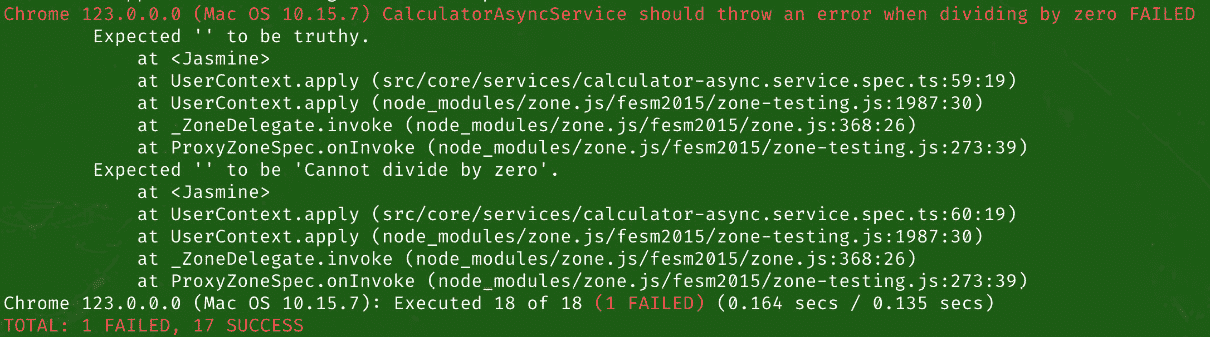 Chrome 123.0.0.0 (Mac OS 10.15.7) CalculatorAsyncService should throw an error when dividing by zero FAILED
Expected '' to be truthy.
at <Jasmine>
at UserContext.apply (src/core/services/calculator-async.service.spec.ts:59:19)
at UserContext.apply (node_modules/zone.js/fesm2015/zone-testing.js:1987:30)
at _ZoneDelegate.invoke (node_modules/zone.js/fesm2015/zone.js:368:26)
at ProxyZoneSpec.onInvoke (node_modules/zone.js/fesm2015/zone-testing.js:273:39)
Expected '' to be 'Cannot divide by zero'.
at <Jasmine>
at UserContext.apply (src/core/services/calculator-async.service.spec.ts:60:19)
at UserContext.apply (node_modules/zone.js/fesm2015/zone-testing.js:1987:30)
at _ZoneDelegate.invoke (node_modules/zone.js/fesm2015/zone.js:368:26)
at ProxyZoneSpec.onInvoke (node_modules/zone.js/fesm2015/zone-testing.js:273:39)
Chrome 123.0.0.0 (Mac OS 10.15.7): Executed 18 of 18 (1 FAILED) (0.164 secs / 0.135 secs)
TOTAL: 1 FAILED, 17 SUCCESS